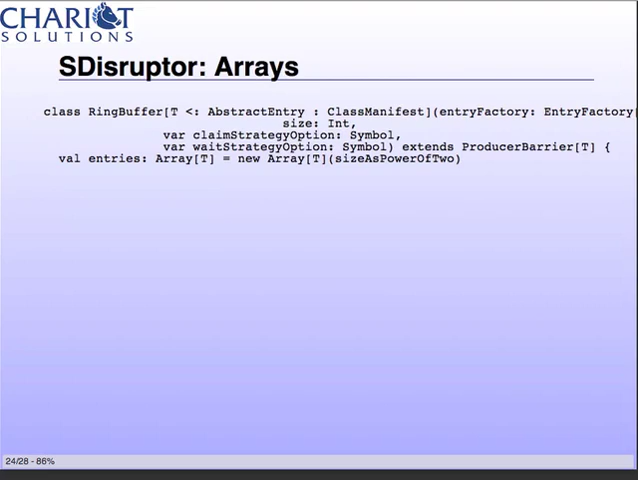 CHARIOT
SOLUTIONS
SDisruptor: Arrays
class RingBuffer[T <: AbstractEntry : ClassManifest](entryFactory: EntryFactory[
size: Int,
var claimStrategyOption: Symbol,
var waitStrategyOption: Symbol) extends ProducerBarrier[T] {
val entries: Array[T] = new Array[T](sizeAsPowerOfTwo)
24/28 - 86%